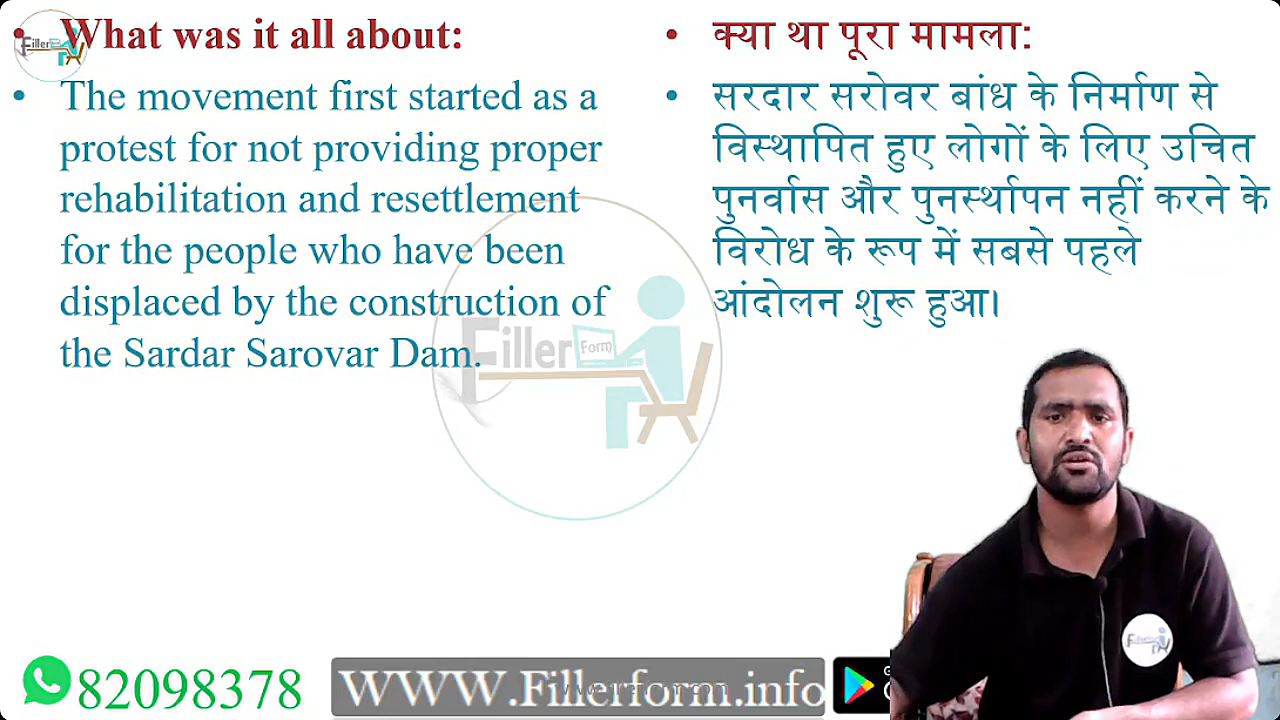 What was it all about:
The movement first started as a
protest for not providing proper
rehabilitation and resettlement
for the people who have been
displaced by the construction of
the Sardar Sarovar Dam.
क्या था पूरा मामला:
सरदार सरोवर बांध के निर्माण से
विस्थापित हुए लोगों के लिए उचित
पुनर्वास और पुनर्स्थापन नहीं करने के
विरोध के रूप में सबसे पहले
आंदोलन शुरू हुआ।
Filler Form
82098378
WWW.Fillerform.info